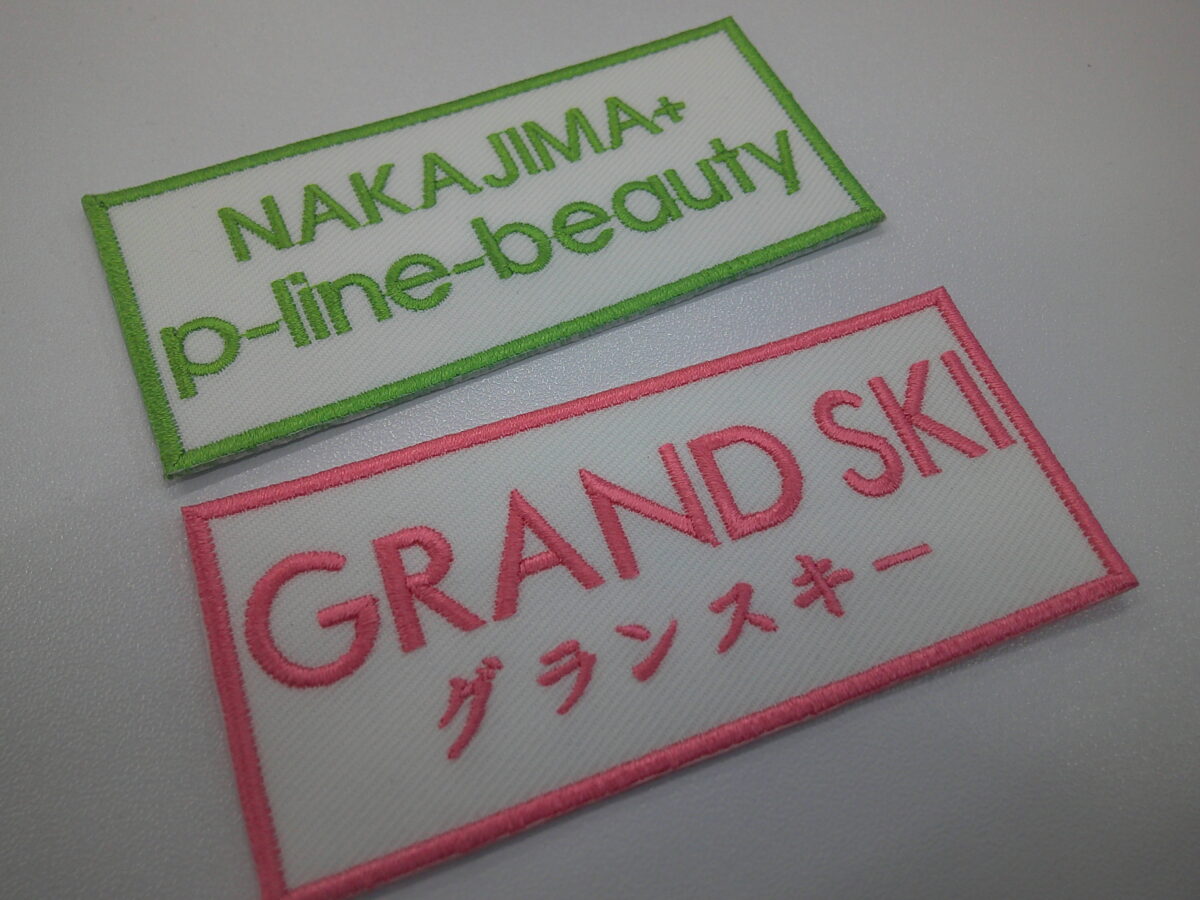 NAKAJIMA+
p-line-beauty
GRAND SKI
グランスキー